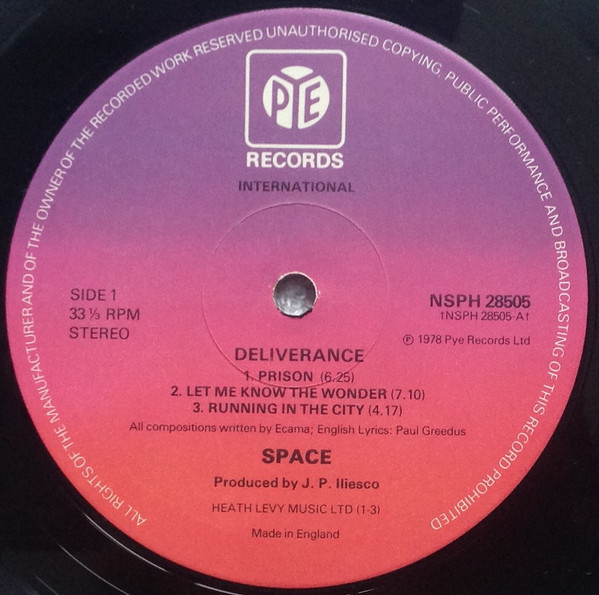 ALL RIGHTS OF THE MANUFACTURER AND OF THE OWNER OF THE RECORDED WORK RESERVED UNAUTHORISED COPYING, PUBLIC PERFORMANCE AND BROADCASTING OF THIS RECORD PROHIBITED
PYE
RECORDS
INTERNATIONAL
SIDE 1
33⅓ RPM
STEREO
NSPH 28505
†NSPH 28505-A†
℗ 1978 Pye Records Ltd
DELIVERANCE
1. PRISON (6.25)
2. LET ME KNOW THE WONDER (7.10)
3. RUNNING IN THE CITY (4.17)
All compositions written by Ecama; English Lyrics: Paul Greedus
SPACE
Produced by J. P. Iliesco
HEATH LEVY MUSIC LTD (1-3)
Made in England